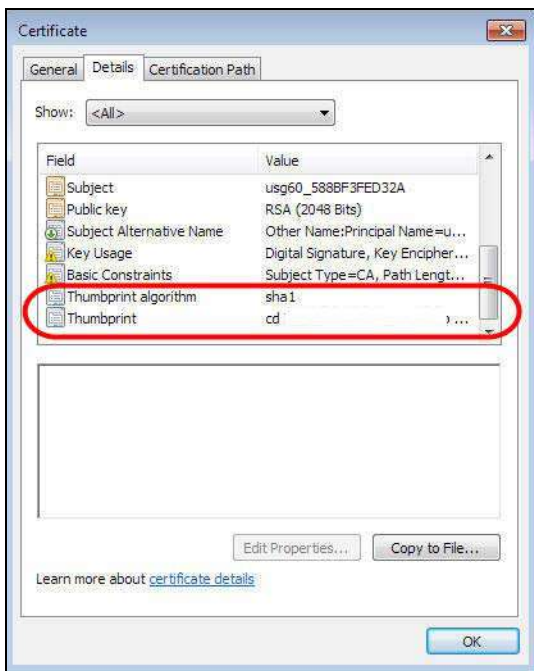 Certificate
General Details Certification Path
Show: <All>
Field Value
Subject usg60_588BF3FED32A
Public key RSA (2048 Bits)
Subject Alternative Name Other Name:Principal Name=u...
Key Usage Digital Signature, Key Encipher...
Basic Constraints Subject Type=CA, Path Lengt...
Thumbprint algorithm sha1
Thumbprint cd ...
Edit Properties... Copy to File...
Learn more about certificate details
OK